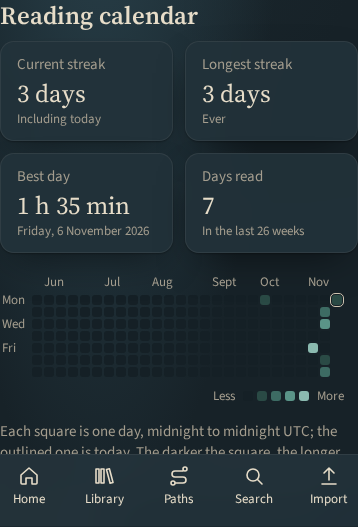 Reading calendar
Current streak
3 days
Including today
Longest streak
3 days
Ever
Best day
1 h 35 min
Friday, 6 November 2026
Days read
7
In the last 26 weeks
Jun Jul Aug Sept Oct Nov
Mon
Wed
Fri
Less More
Each square is one day, midnight to midnight UTC; the
outlined one is today. The darker the square, the longer
Home Library Paths Search Import